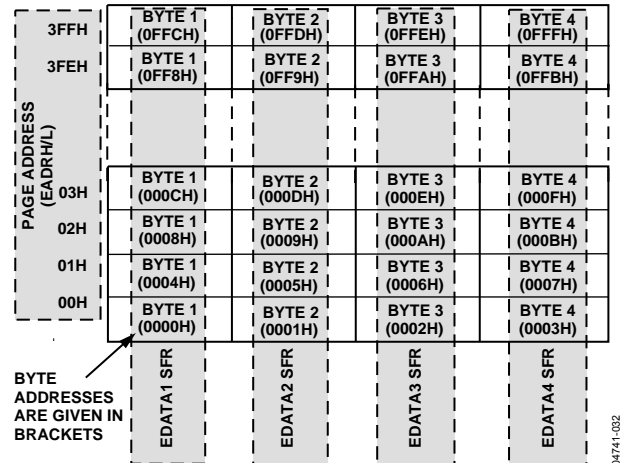 3FFH
BYTE 1 BYTE 2 BYTE 3 BYTE 4
(0FFCH) (0FFDH) (0FFEH) (0FFFH)
3FEH
BYTE 1 BYTE 2 BYTE 3 BYTE 4
(0FF8H) (0FF9H) (0FFAH) (0FFBH)
PAGE ADDRESS
(EADRH/L)
03H
BYTE 1 BYTE 2 BYTE 3 BYTE 4
(000CH) (000DH) (000EH) (000FH)
02H
BYTE 1 BYTE 2 BYTE 3 BYTE 4
(0008H) (0009H) (000AH) (000BH)
01H
BYTE 1 BYTE 2 BYTE 3 BYTE 4
(0004H) (0005H) (0006H) (0007H)
00H
BYTE 1 BYTE 2 BYTE 3 BYTE 4
(0000H) (0001H) (0002H) (0003H)
BYTE
ADDRESSES
ARE GIVEN IN
BRACKETS
EDATA1 SFR
EDATA2 SFR
EDATA3 SFR
EDATA4 SFR
04741-032